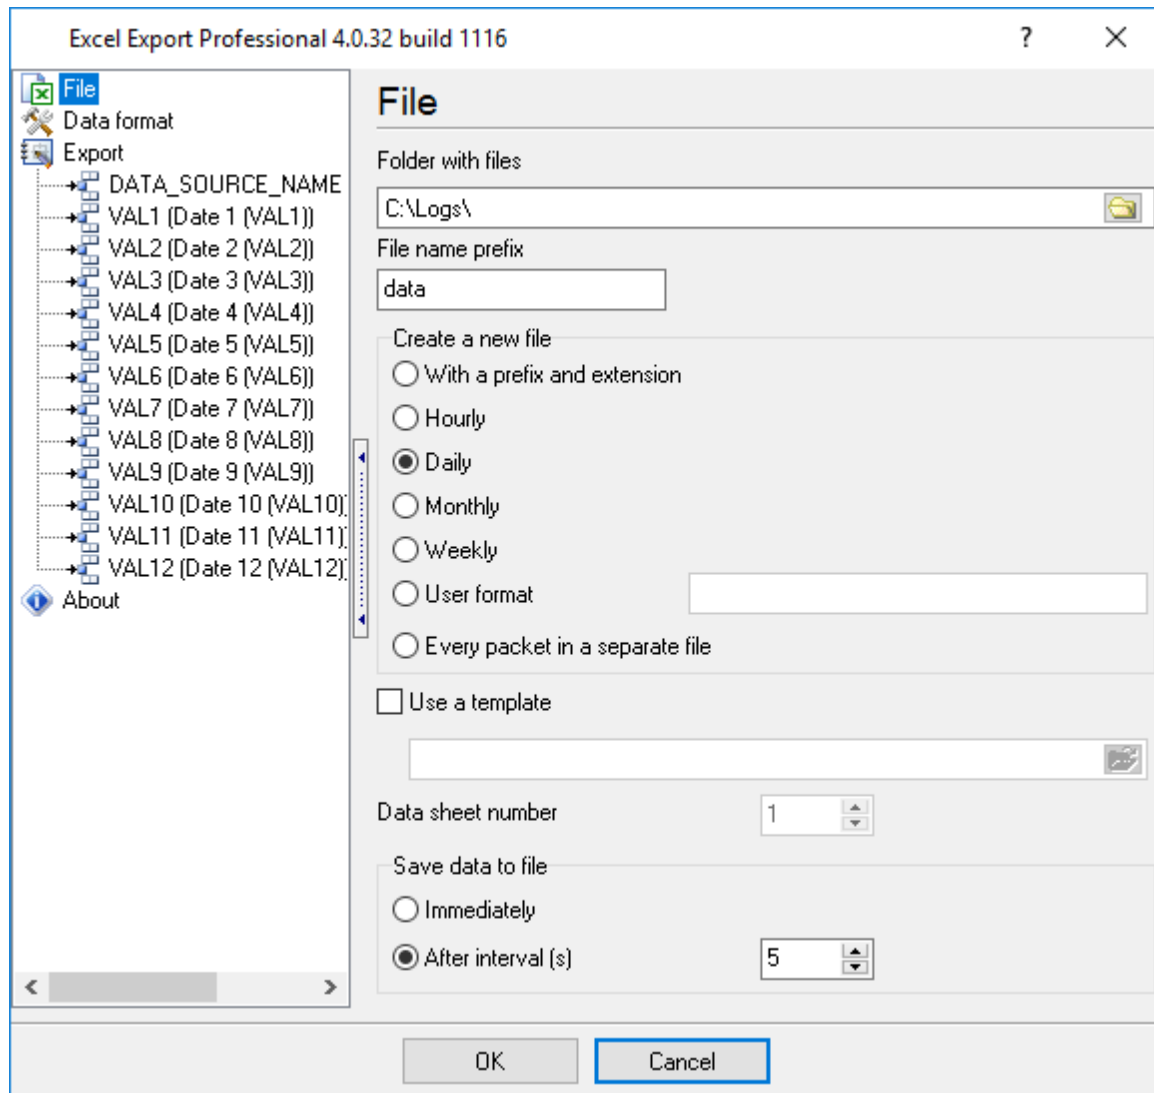 Excel Export Professional 4.0.32 build 1116
?
File
Data format
Export
DATA_SOURCE_NAME
VAL1 (Date 1 (VAL1))
VAL2 (Date 2 (VAL2))
VAL3 (Date 3 (VAL3))
VAL4 (Date 4 (VAL4))
VAL5 (Date 5 (VAL5))
VAL6 (Date 6 (VAL6))
VAL7 (Date 7 (VAL7))
VAL8 (Date 8 (VAL8))
VAL9 (Date 9 (VAL9))
VAL10 (Date 10 (VAL10))
VAL11 (Date 11 (VAL11))
VAL12 (Date 12 (VAL12))
About
File
Folder with files
C:\Logs\
File name prefix
data
Create a new file
With a prefix and extension
Hourly
Daily
Monthly
Weekly
User format
Every packet in a separate file
Use a template
Data sheet number
1
Save data to file
Immediately
After interval (s)
5
OK
Cancel